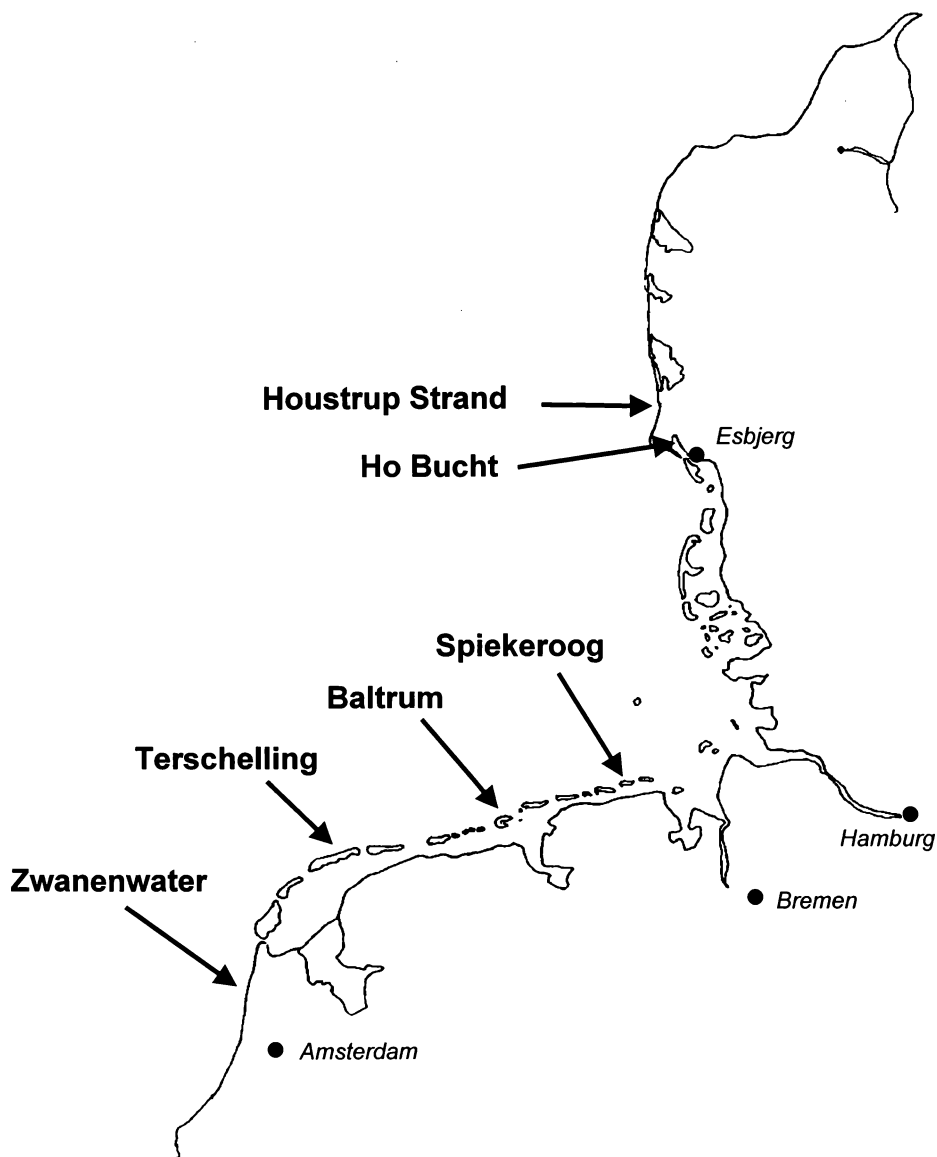 Houstrup Strand
Esbjerg
Ho Bucht
Spiekeroog
Baltrum
Terschelling
Hamburg
Zwanenwater
Bremen
Amsterdam